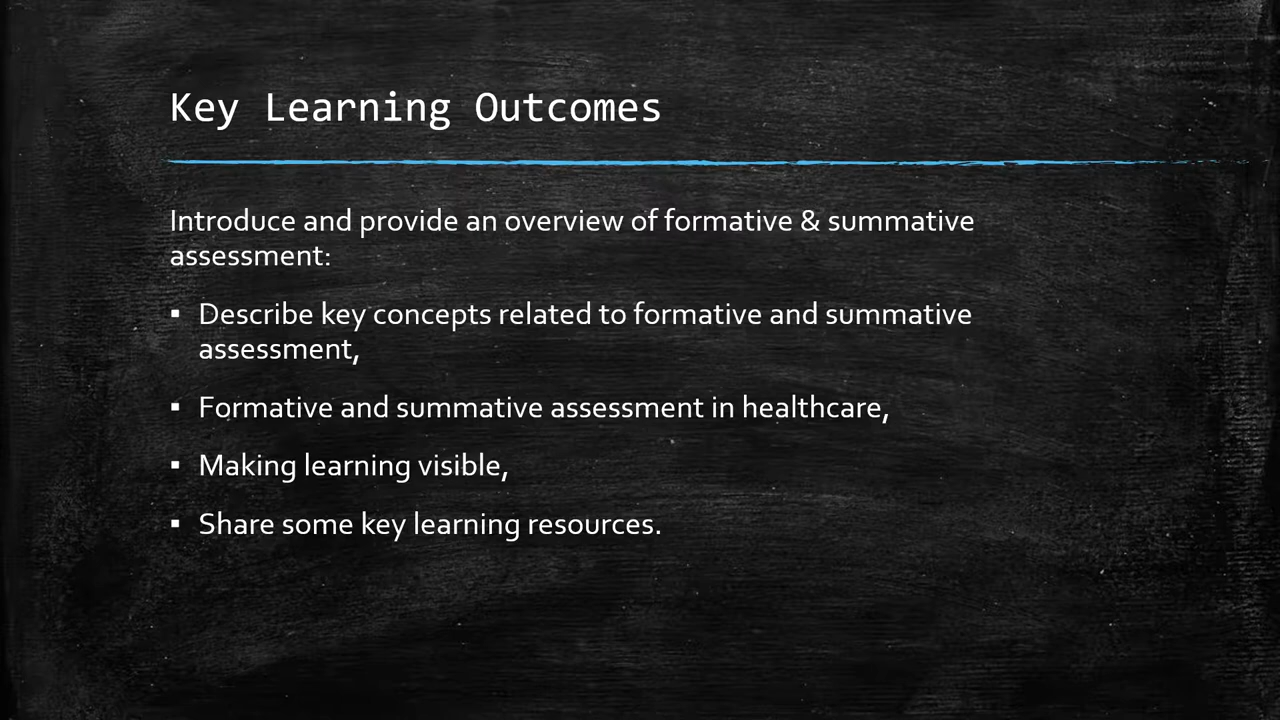 Key Learning Outcomes
Introduce and provide an overview of formative & summative
assessment:
▪ Describe key concepts related to formative and summative
assessment,
▪ Formative and summative assessment in healthcare,
▪ Making learning visible,
▪ Share some key learning resources.